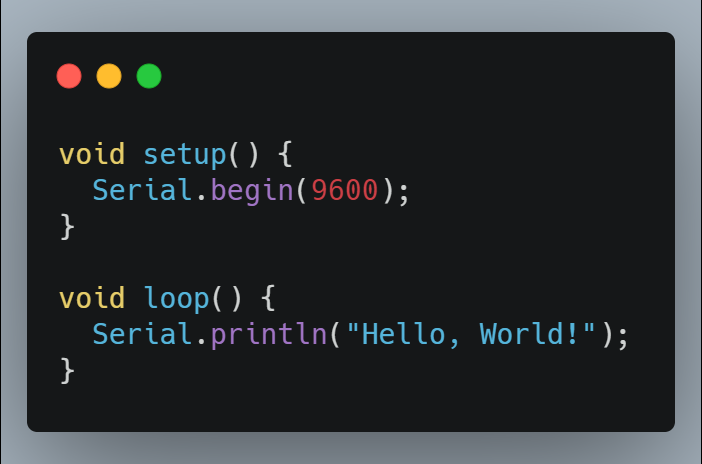 void setup() {
  Serial.begin(9600);
}

void loop() {
  Serial.println("Hello, World!");
}